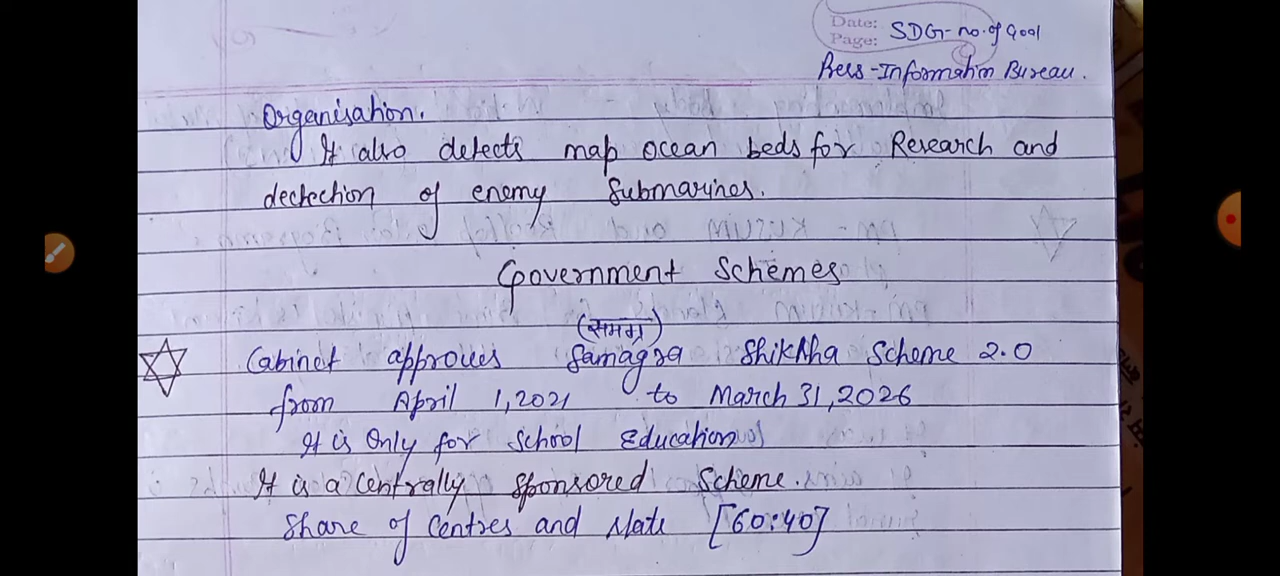 Date: SDG-no.of Goal
Page:
Press-Information Bureau.
Organisation.
It also detects map ocean beds for Research and
dectection of enemy Submarines.
Government Schemes
(समग्र)
Cabinet approves Samagra Shiksha Scheme 2.0
from April 1,2021 to March 31,2026
It is Only for School Education
It is a Centrally Sponsored Scheme.
Share of Centres and State [60:40]